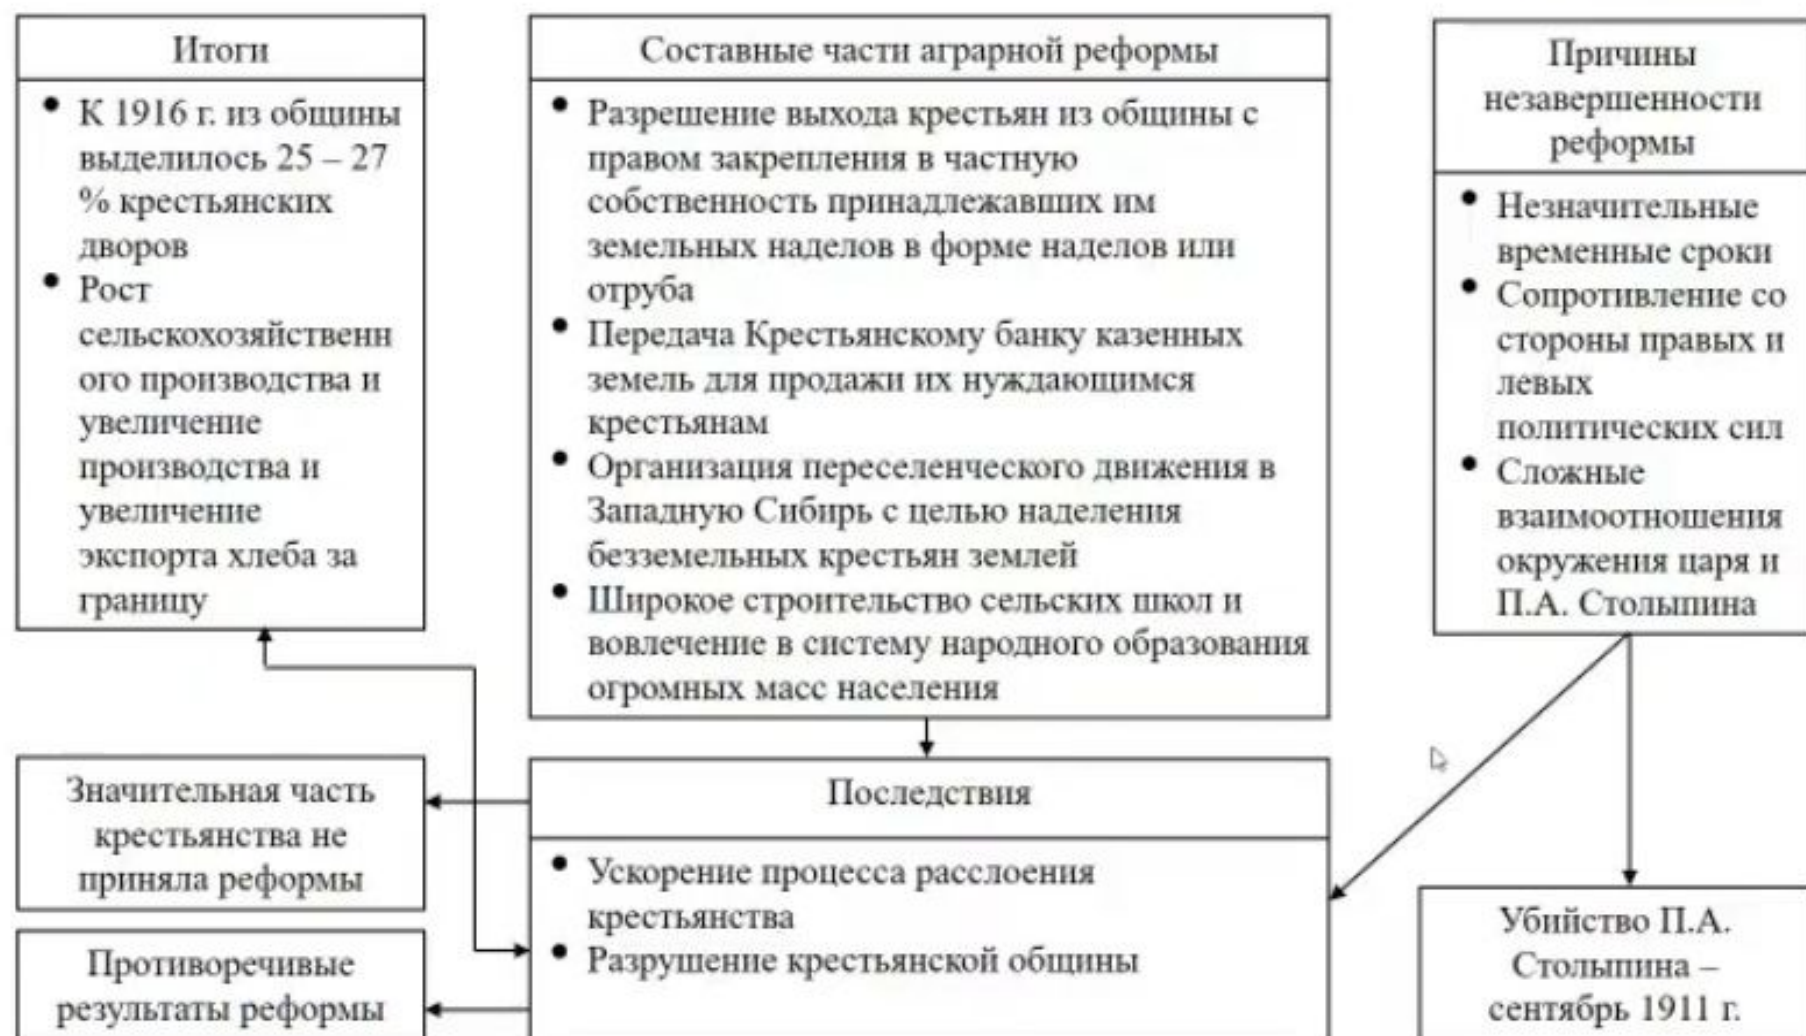 Итоги
• К 1916 г. из общины
выделилось 25 – 27
% крестьянских
дворов
• Рост
сельскохозяйственн
ого производства и
увеличение
производства и
увеличение
экспорта хлеба за
границу
Составные части аграрной реформы
• Разрешение выхода крестьян из общины с
правом закрепления в частную
собственность принадлежавших им
земельных наделов в форме наделов или
отруба
• Передача Крестьянскому банку казенных
земель для продажи их нуждающимся
крестьянам
• Организация переселенческого движения в
Западную Сибирь с целью наделения
безземельных крестьян землей
• Широкое строительство сельских школ и
вовлечение в систему народного образования
огромных масс населения
Причины
незавершенности
реформы
• Незначительные
временные сроки
• Сопротивление со
стороны правых и
левых
политических сил
• Сложные
взаимоотношения
окружения царя и
П.А. Столыпина
Значительная часть
крестьянства не
приняла реформы
Противоречивые
результаты реформы
Последствия
• Ускорение процесса расслоения
крестьянства
• Разрушение крестьянской общины
Убийство П.А.
Столыпина –
сентябрь 1911 г.